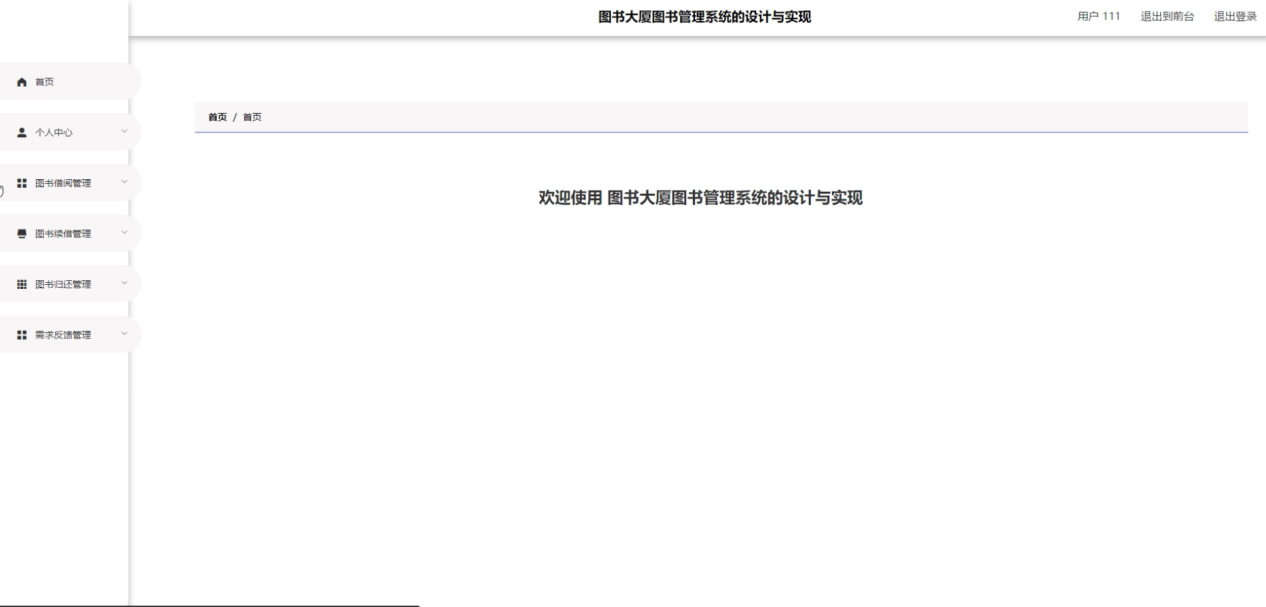 图书大厦图书管理系统的设计与实现
用户 111 退出到前台 退出登录
首页
个人中心
图书借阅管理
图书续借管理
图书归还管理
需求反馈管理
首页 / 首页
欢迎使用 图书大厦图书管理系统的设计与实现